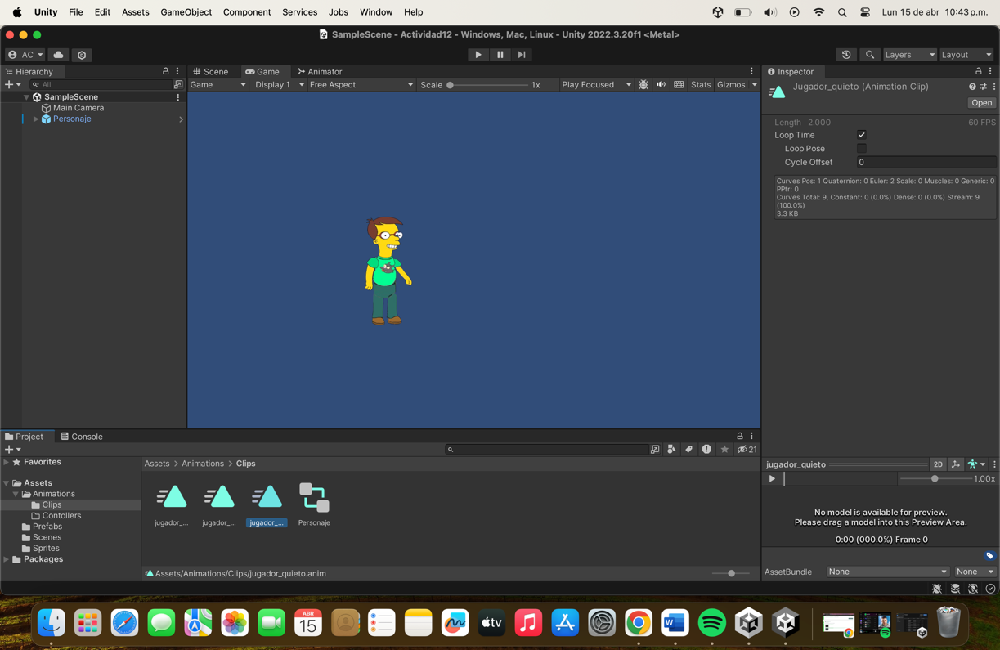 Unity File Edit Assets GameObject Component Services Jobs Window Help Lun 15 de abr 10:43 p.m.
SampleScene - Actividad12 - Windows, Mac, Linux - Unity 2022.3.20f1 <Metal>
AC Layers Layout
Hierarchy Scene Game Animator Inspector
All Game Display 1 Free Aspect Scale 1x Play Focused Stats Gizmos
Jugador_quieto (Animation Clip)
Open
SampleScene
Main Camera
Personaje
Length 2.000 60 FPS
Loop Time
Loop Pose
Cycle Offset 0
Curves Pos: 1 Quaternion: 0 Euler: 2 Scale: 0 Muscles: 0 Generic: 0
PPtr: 0
Curves Total: 9, Constant: 0 (0.0%) Dense: 0 (0.0%) Stream: 9
(100.0%)
3.3 KB
Project Console
21
Favorites
Assets
Animations
Clips
Contollers
Prefabs
Scenes
Sprites
Packages
Assets > Animations > Clips
jugador_... jugador_... jugador_... Personaje
Assets/Animations/Clips/jugador_quieto.anim
jugador_quieto 2D
1.00x
No model is available for preview.
Please drag a model into this Preview Area.
0:00 (000.0%) Frame 0
AssetBundle None None
ABR
15
tv
W